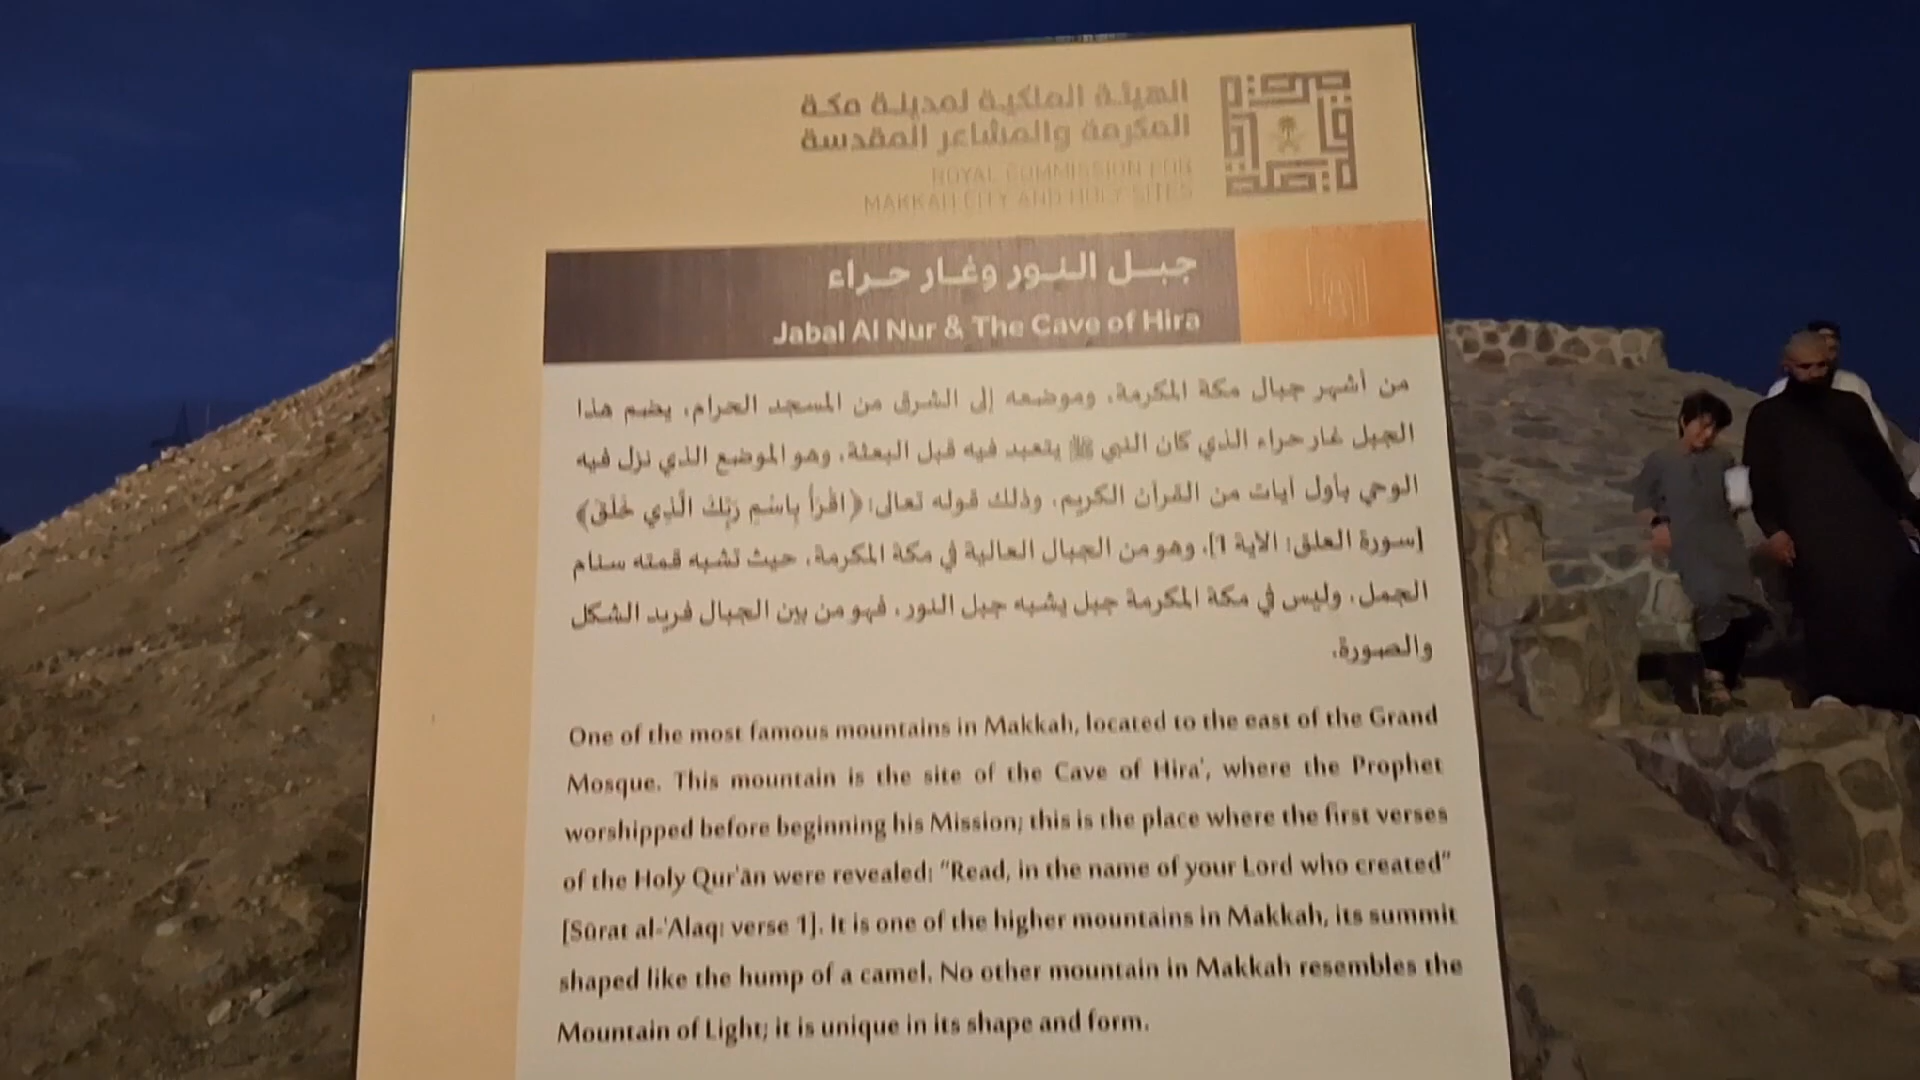 الهيئة الملكية لمدينة مكة
المكرمة والمشاعر المقدسة
ROYAL COMMISSION FOR
MAKKAH CITY AND HOLY SITES
جبل النور وغار حراء
Jabal Al Nur & The Cave of Hira
من أشهر جبال مكة المكرمة، وموضعه إلى الشرق من المسجد الحرام، يضم هذا
الجبل غار حراء الذي كان النبي ﷺ يتعبد فيه قبل البعثة، وهو الموضع الذي نزل فيه
الوحي بأول آيات من القرآن الكريم، وذلك قوله تعالى: ﴿اقْرَأْ بِاسْمِ رَبِّكَ الَّذِي خَلَقَ﴾
[سورة العلق: الآية 1]، وهو من الجبال العالية في مكة المكرمة، حيث تشبه قمته سنام
الجمل، وليس في مكة المكرمة جبل يشبه جبل النور، فهو من بين الجبال فريد الشكل
والصورة.
One of the most famous mountains in Makkah, located to the east of the Grand
Mosque. This mountain is the site of the Cave of Hira', where the Prophet
worshipped before beginning his Mission; this is the place where the first verses
of the Holy Qur'ān were revealed: "Read, in the name of your Lord who created"
[Sūrat al-'Alaq: verse 1]. It is one of the higher mountains in Makkah, its summit
shaped like the hump of a camel. No other mountain in Makkah resembles the
Mountain of Light; it is unique in its shape and form.